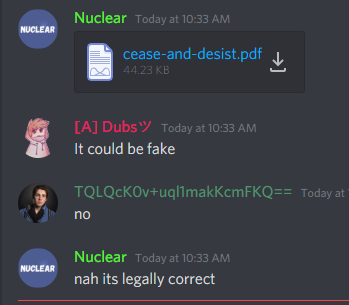 Nuclear Today at 10:33 AM
NUCLEAR
cease-and-desist.pdf
44.23 KB
[A] Dubsツ Today at 10:33 AM
It could be fake
TQLQcK0v+uql1makKcmFKQ== Today at
no
Nuclear Today at 10:33 AM
NUCLEAR
nah its legally correct